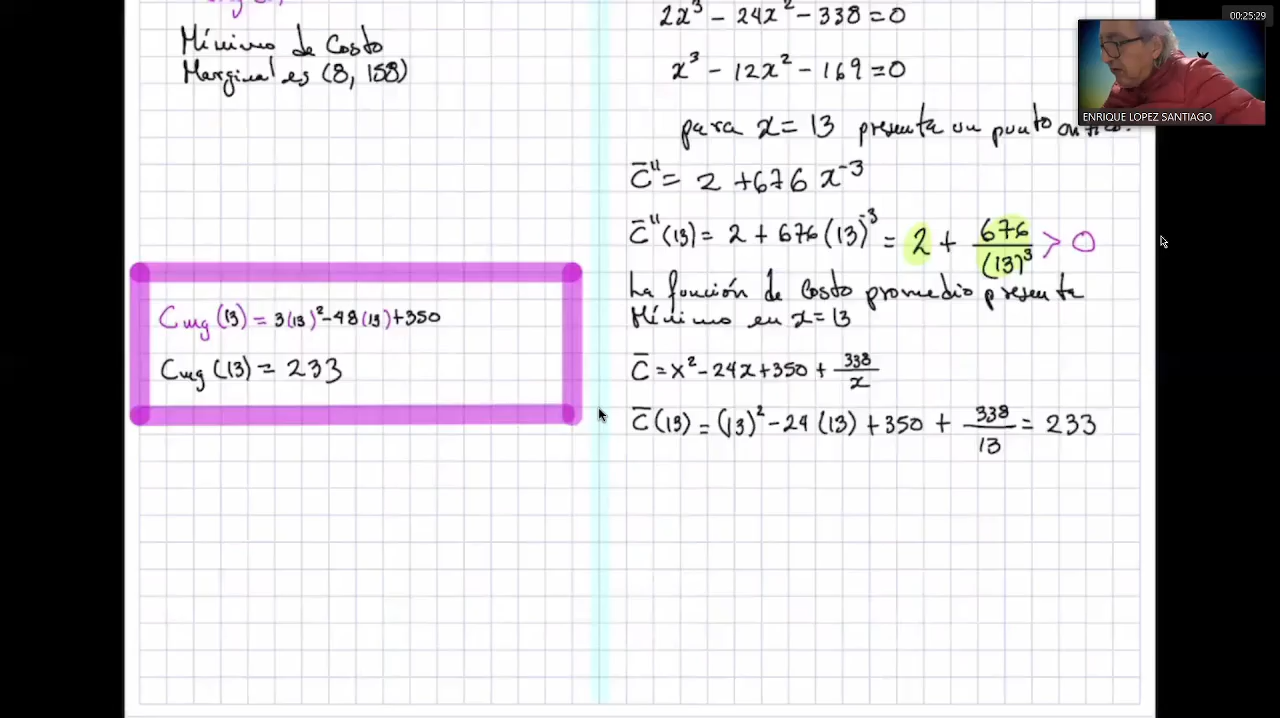 Mínimo de Costo
Marginal es (8, 158)
Cmg (13) = 3(13)² - 48(13) + 350
Cmg (13) = 233
2x³ - 24x² - 338 = 0
x³ - 12x² - 169 = 0
para x = 13 presenta un punto
C̄'' = 2 + 676 x⁻³
C̄''(13) = 2 + 676 (13)⁻³ = 2 + 676/(13)³ > 0
La función de Costo promedio presenta
Mínimo en x = 13
C̄ = x² - 24x + 350 + 338/x
C̄(13) = (13)² - 24 (13) + 350 + 338/13 = 233
00:25:29
ENRIQUE LOPEZ SANTIAGO